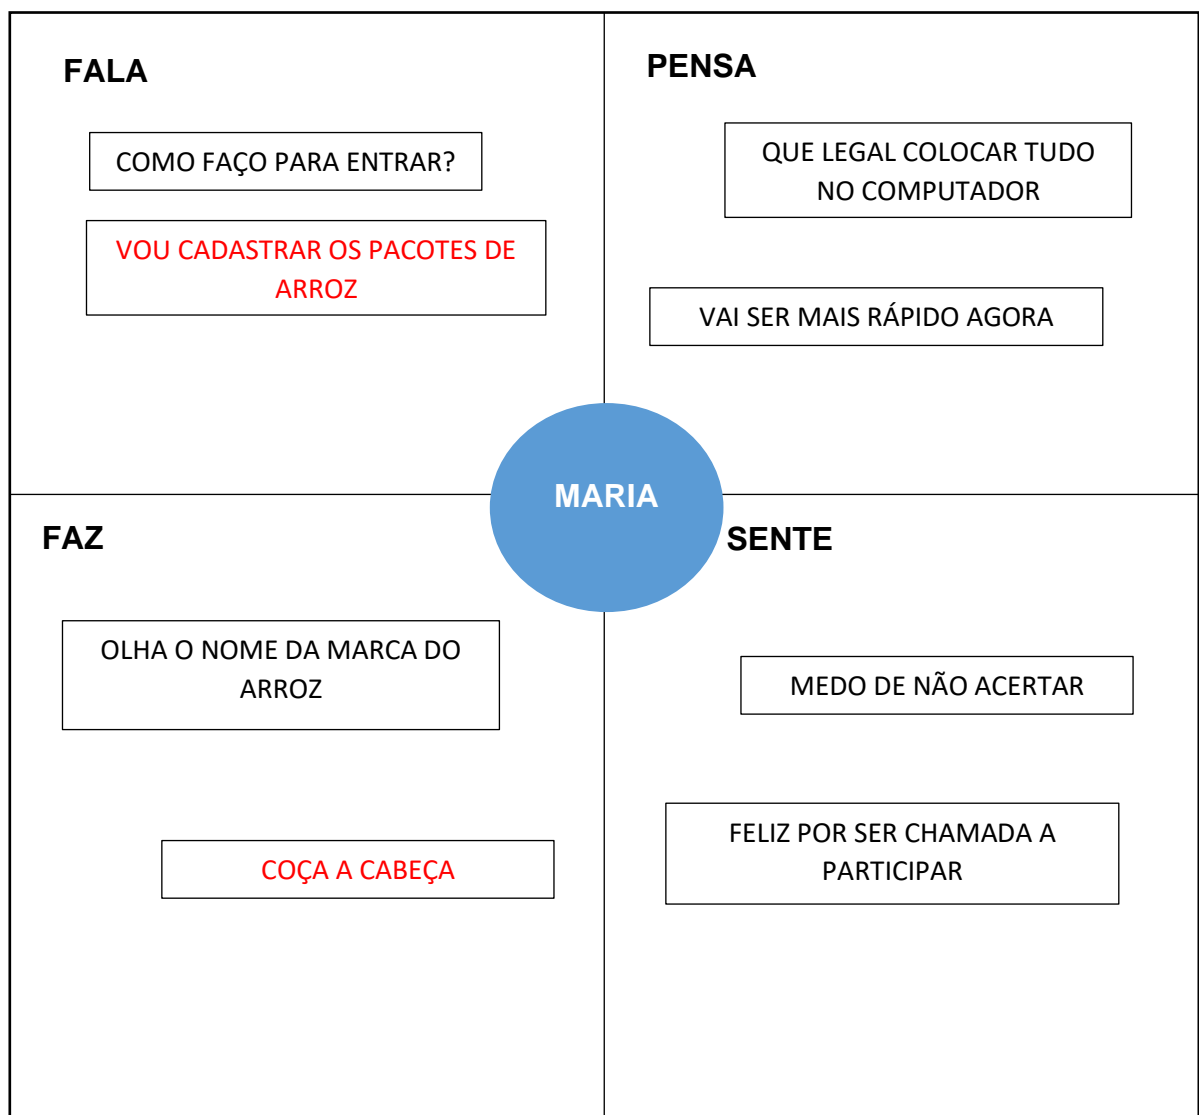 FALA
COMO FAÇO PARA ENTRAR?
VOU CADASTRAR OS PACOTES DE
ARROZ
PENSA
QUE LEGAL COLOCAR TUDO
NO COMPUTADOR
VAI SER MAIS RÁPIDO AGORA
MARIA
FAZ
OLHA O NOME DA MARCA DO
ARROZ
COÇA A CABEÇA
SENTE
MEDO DE NÃO ACERTAR
FELIZ POR SER CHAMADA A
PARTICIPAR